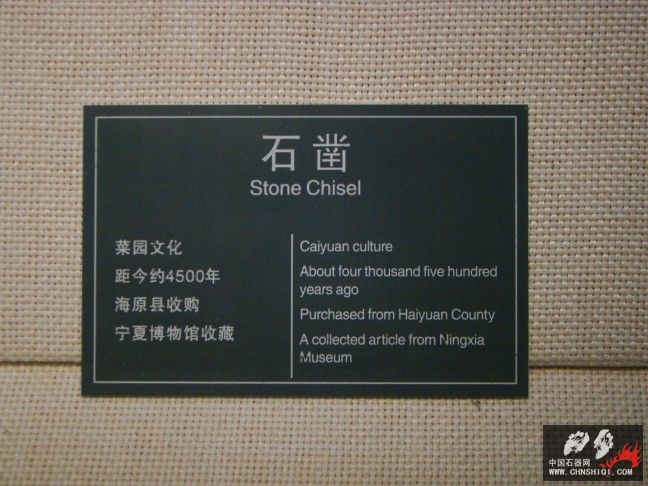 石凿
Stone Chisel
菜园文化
距今约4500年
海原县收购
宁夏博物馆收藏
Caiyuan culture
About four thousand five hundred
years ago
Purchased from Haiyuan County
A collected article from Ningxia
Museum
中国石器网
WWW.CHNSHIQI.COM